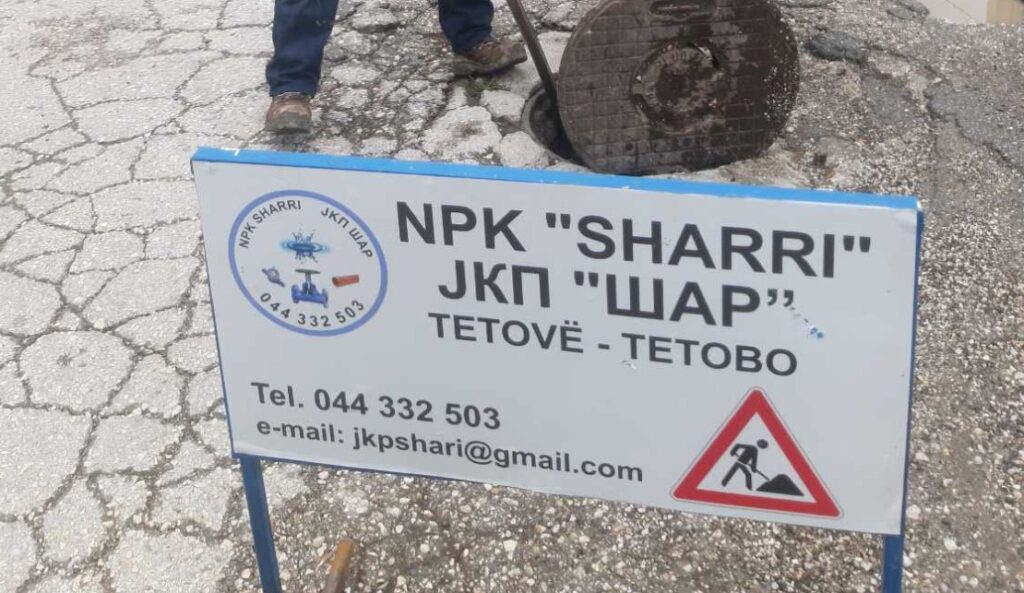 NPK SHARRI ЈКП ШАР
044 332 503
NPK "SHARRI"
ЈКП "ШАР”
TETOVË - ТЕТОВО
Tel. 044 332 503
e-mail: jkpshari@gmail.com